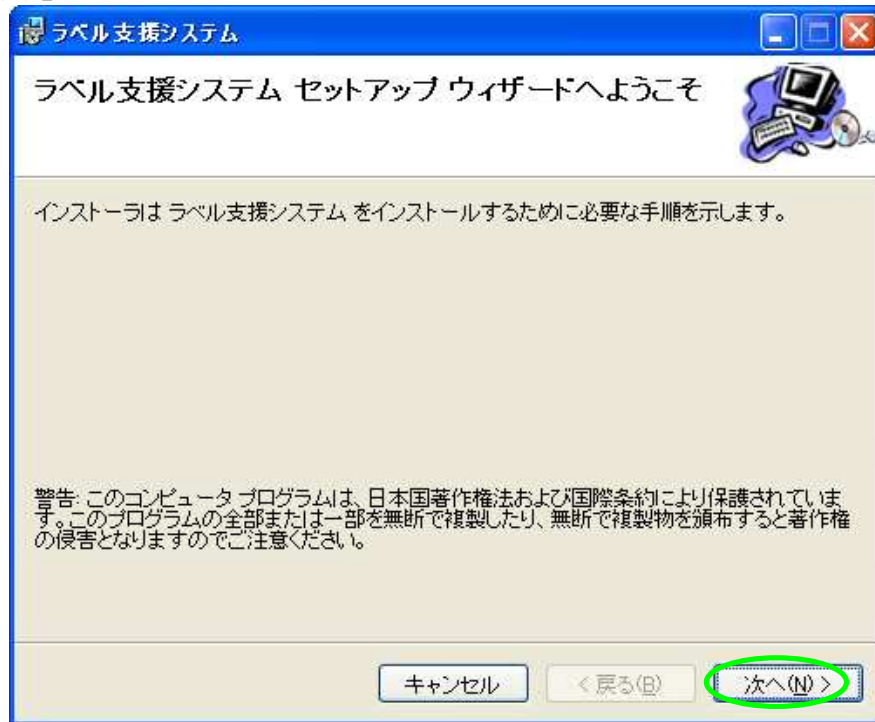 ラベル支援システム
ラベル支援システム セットアップ ウィザードへようこそ
インストーラは ラベル支援システム をインストールするために必要な手順を示します。
警告: このコンピュータ プログラムは、日本国著作権法および国際条約により保護されていま
す。このプログラムの全部または一部を無断で複製したり、無断で複製物を頒布すると著作権
の侵害となりますのでご注意ください。
キャンセル
< 戻る(B)
次へ(N) >